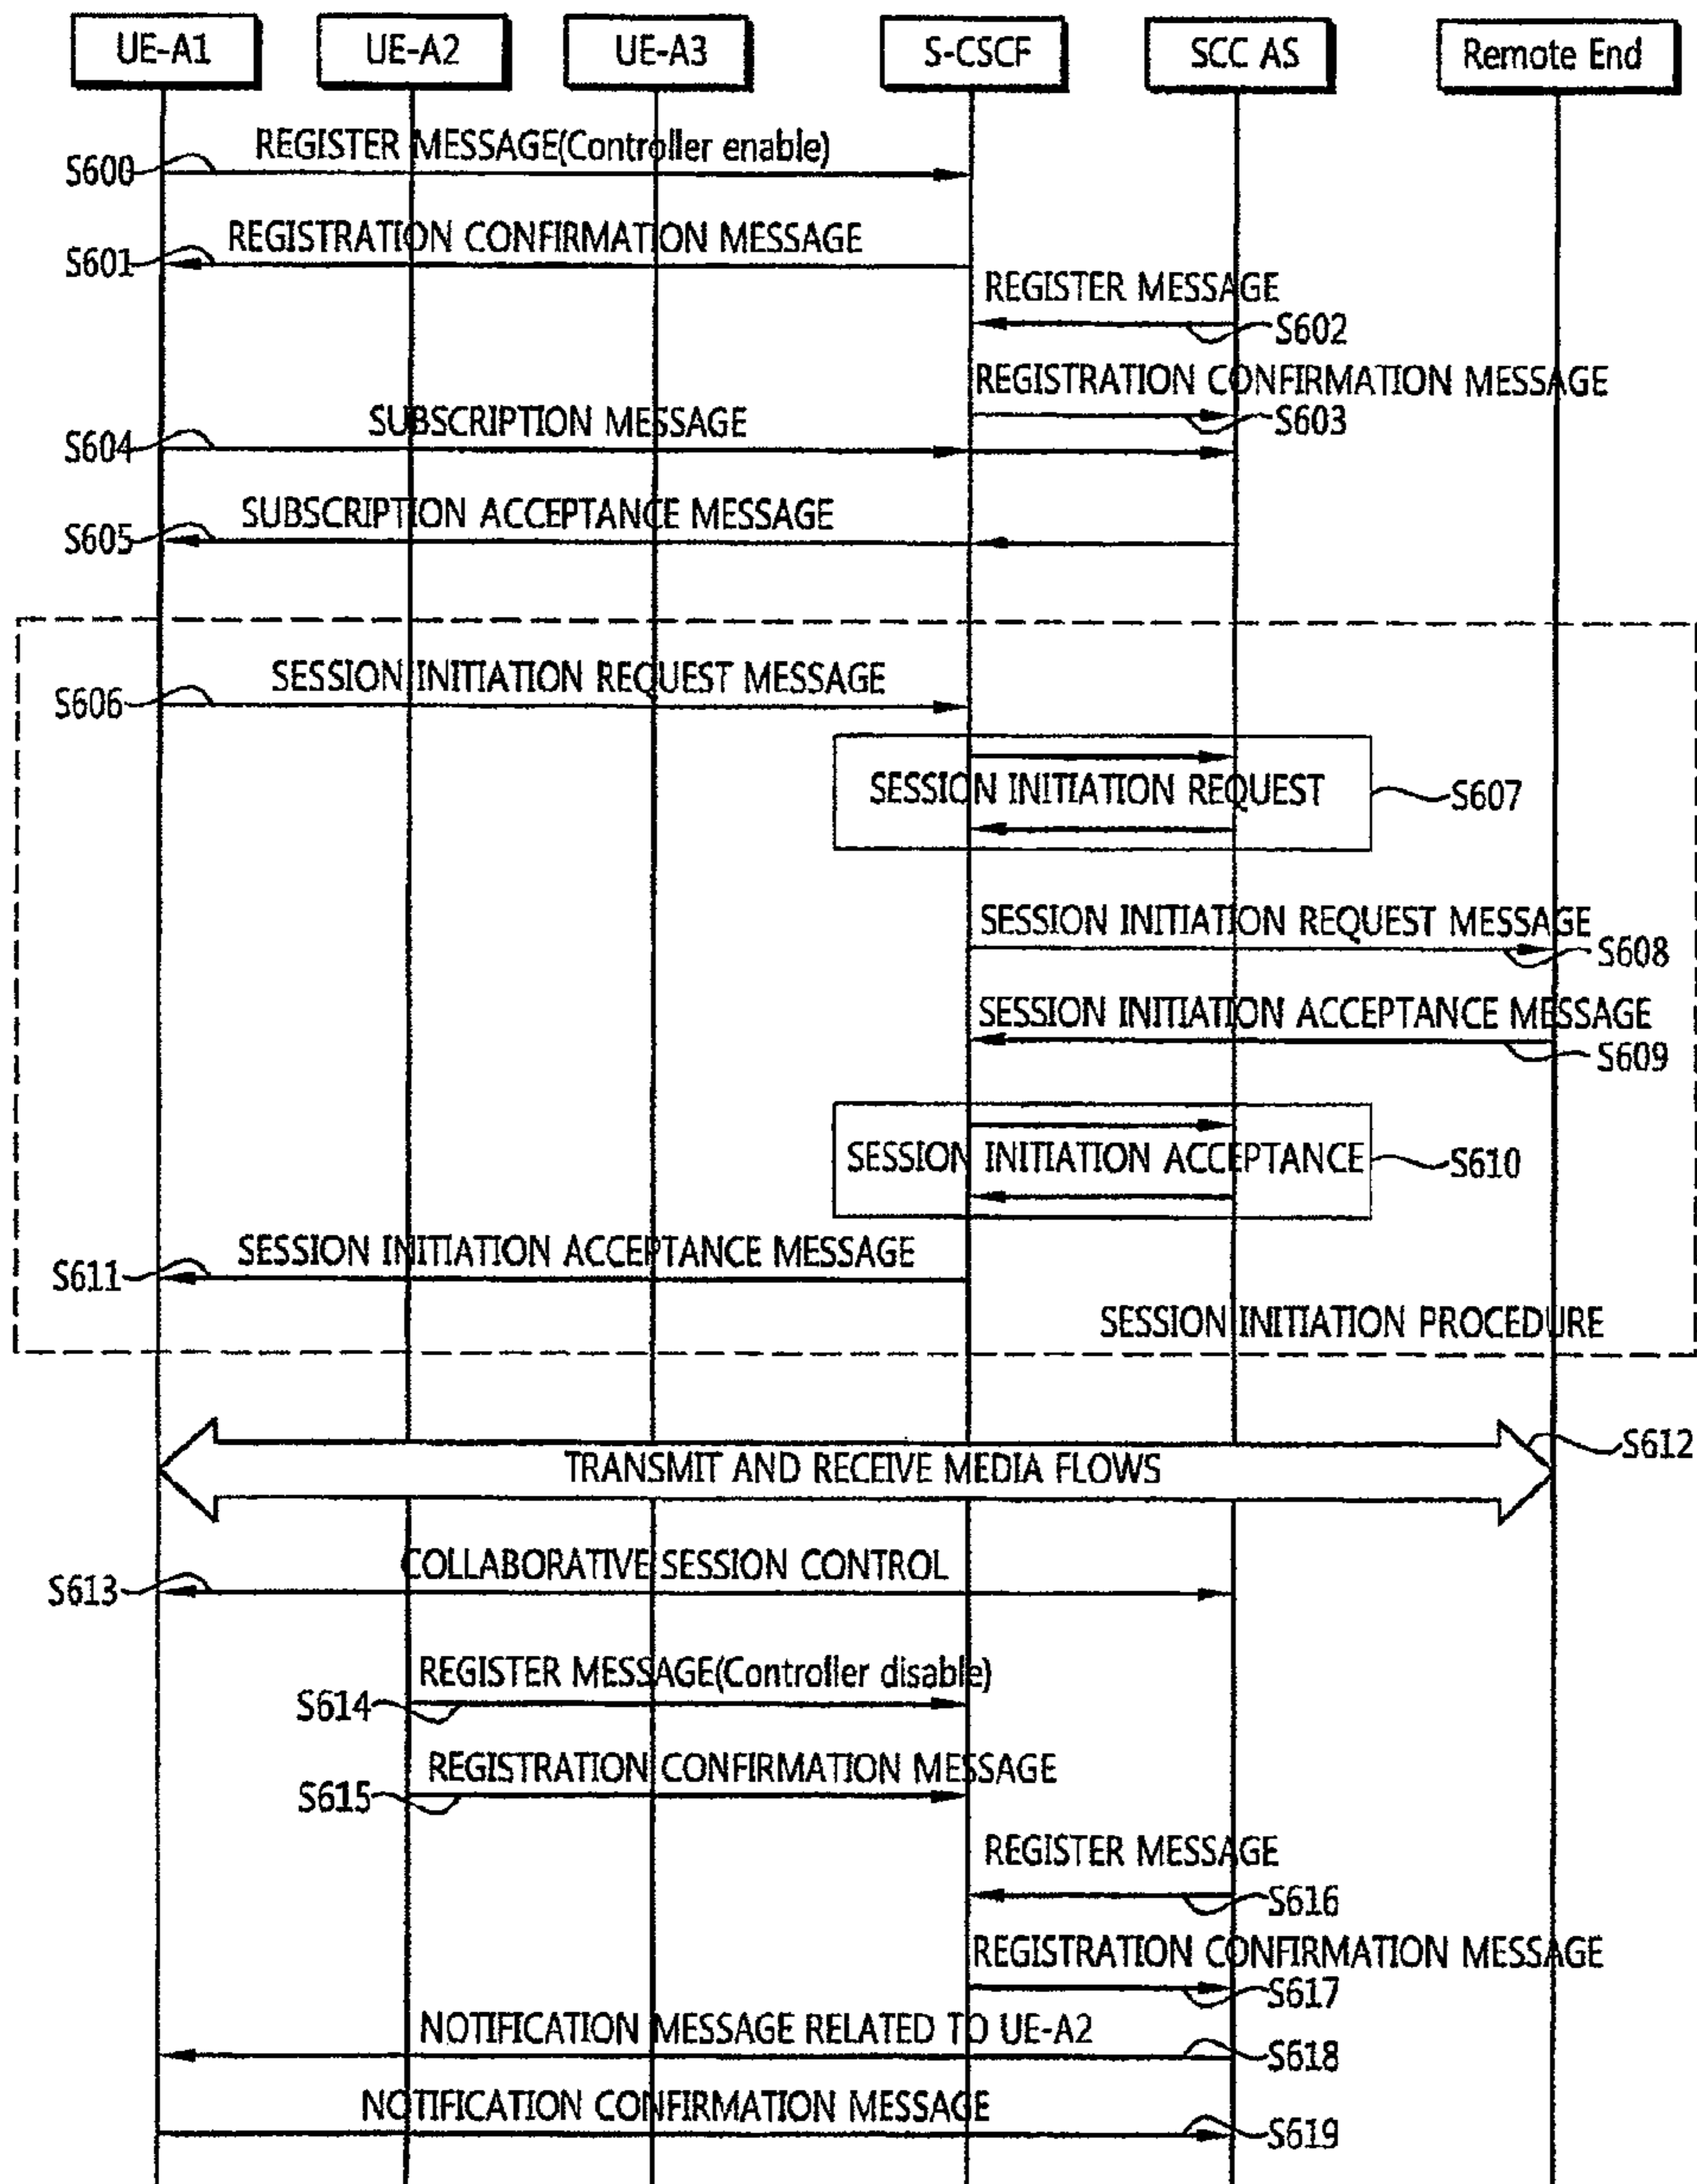 UE-A1 UE-A2 UE-A3 S-CSCF SCC AS Remote End
REGISTER MESSAGE(Controller enable)
S600
REGISTRATION CONFIRMATION MESSAGE
S601
REGISTER MESSAGE
S602
REGISTRATION CONFIRMATION MESSAGE
S603
SUBSCRIPTION MESSAGE
S604
SUBSCRIPTION ACCEPTANCE MESSAGE
S605
SESSION INITIATION REQUEST MESSAGE
S606
SESSION INITIATION REQUEST
S607
SESSION INITIATION REQUEST MESSAGE
S608
SESSION INITIATION ACCEPTANCE MESSAGE
S609
SESSION INITIATION ACCEPTANCE
S610
SESSION INITIATION ACCEPTANCE MESSAGE
S611
SESSION INITIATION PROCEDURE
TRANSMIT AND RECEIVE MEDIA FLOWS
S612
COLLABORATIVE SESSION CONTROL
S613
REGISTER MESSAGE(Controller disable)
S614
REGISTRATION CONFIRMATION MESSAGE
S615
REGISTER MESSAGE
S616
REGISTRATION CONFIRMATION MESSAGE
S617
NOTIFICATION MESSAGE RELATED TO UE-A2
S618
NOTIFICATION CONFIRMATION MESSAGE
S619